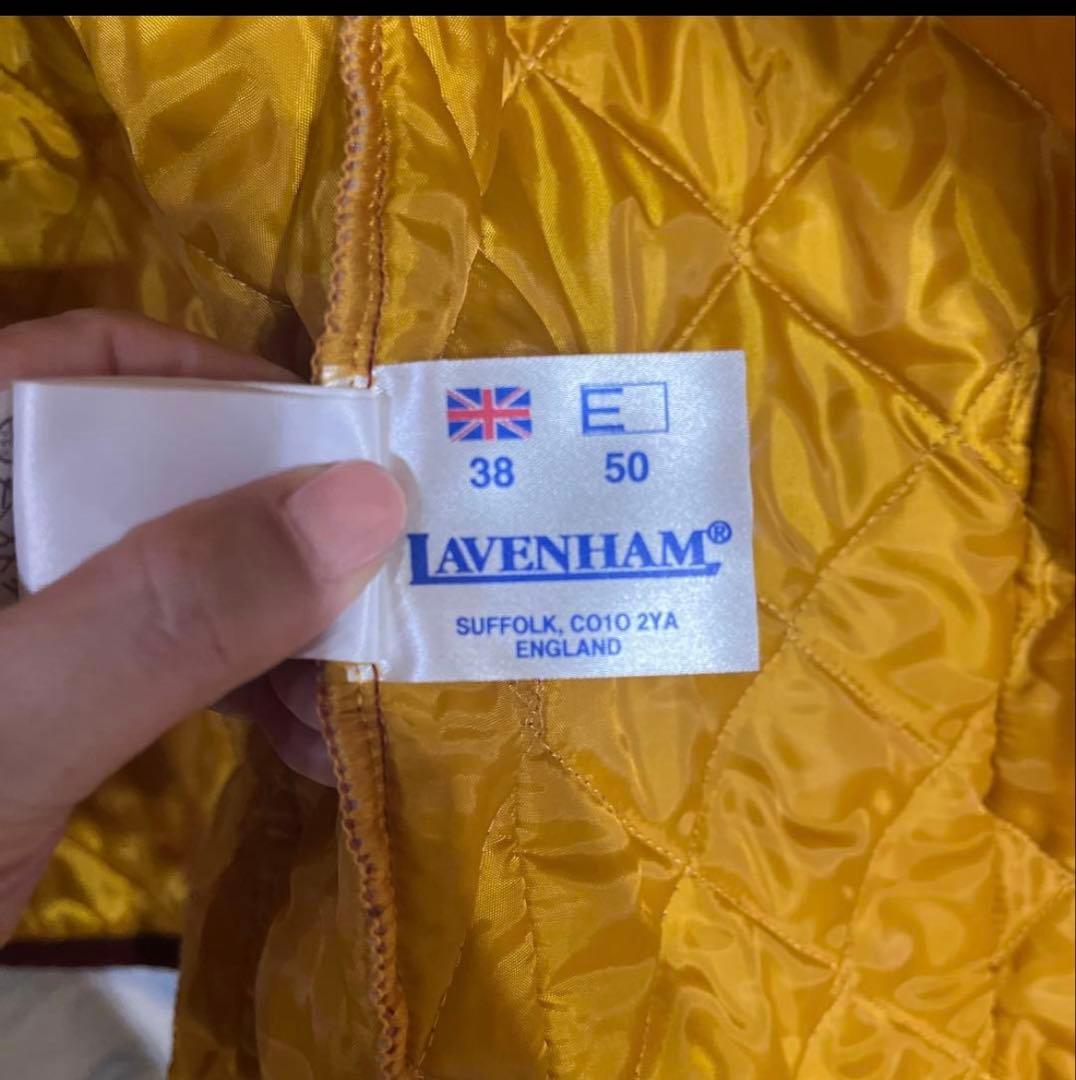 E
38 50
LAVENHAM®
SUFFOLK, CO10 2YA
ENGLAND